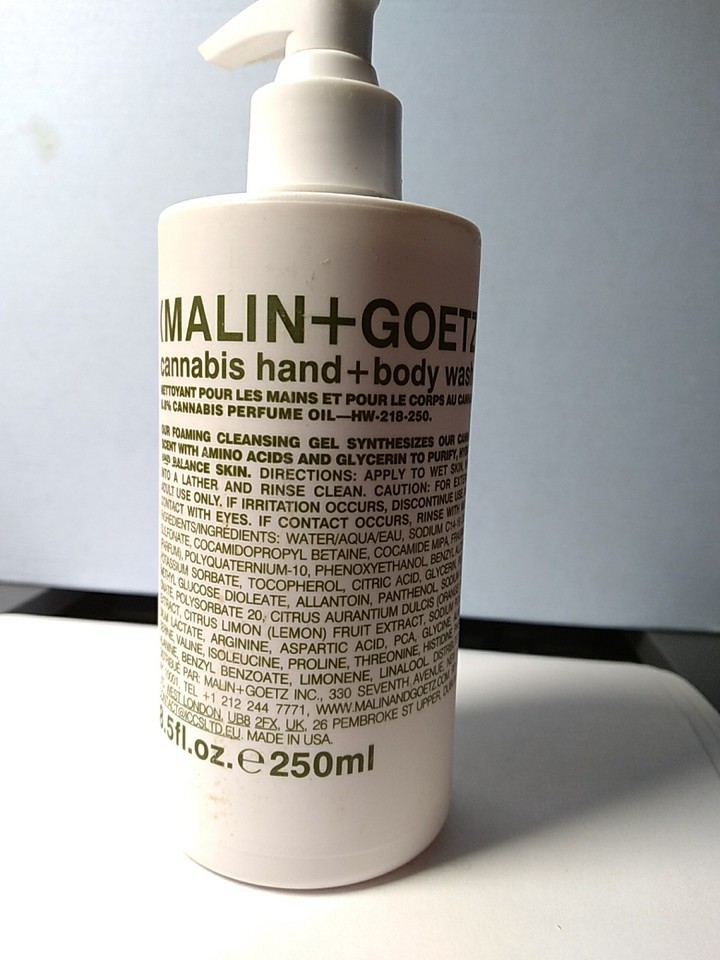 (MALIN+GOETZ
cannabis hand+body wash
NETTOYANT POUR LES MAINS ET POUR LE CORPS AU
CANNABIS PERFUME OIL—HW-218-250.
OUR FOAMING CLEANSING GEL SYNTHESIZES OUR
SCENT WITH AMINO ACIDS AND GLYCERIN TO PURIFY,
AND BALANCE SKIN. DIRECTIONS: APPLY TO WET SKIN,
INTO A LATHER AND RINSE CLEAN. CAUTION: FOR
ADULT USE ONLY. IF IRRITATION OCCURS, DISCONTINUE USE.
CONTACT WITH EYES. IF CONTACT OCCURS, RINSE WITH
INGREDIENTS/INGRÉDIENTS: WATER/AQUA/EAU, SODIUM
SULFONATE, COCAMIDOPROPYL BETAINE, COCAMIDE MIPA,
(PARFUM), POLYQUATERNIUM-10, PHENOXYETHANOL, BENZYL
POTASSIUM SORBATE, TOCOPHEROL, CITRIC ACID, GLYCERIN,
GLUCOSE DIOLEATE, ALLANTOIN, PANTHENOL, SODIUM
POLYSORBATE 20, CITRUS AURANTIUM DULCIS
CITRUS LIMON (LEMON) FRUIT EXTRACT, SODIUM
LACTATE, ARGININE, ASPARTIC ACID, PCA, GLYCINE,
VALINE, ISOLEUCINE, PROLINE, THREONINE, HISTIDINE,
BENZYL BENZOATE, LIMONENE, LINALOOL.
PAR: MALIN+GOETZ INC., 330 SEVENTH AVENUE,
TEL +1 212 244 7771, WWW.MALINANDGOETZ.COM
WEST LONDON, UB8 2FX, UK, 26 PEMBROKE ST UPPER,
MADE IN USA.
8.5fl.oz. ℮ 250ml